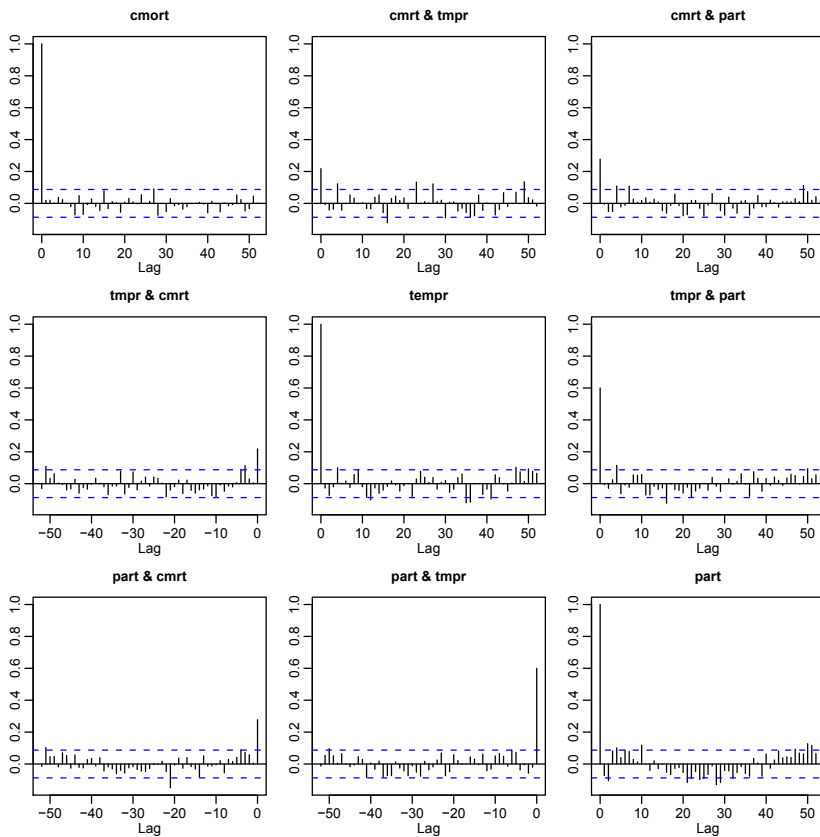 cmort
cmrt & tmpr
cmrt & part
0.0 0.2 0.4 0.6 0.8 1.0
0.0 0.2 0.4 0.6 0.8 1.0
0.0 0.2 0.4 0.6 0.8 1.0
0 10 20 30 40 50
0 10 20 30 40 50
0 10 20 30 40 50
Lag
Lag
Lag
tmpr & cmrt
tempr
tmpr & part
0.0 0.2 0.4 0.6 0.8 1.0
0.0 0.2 0.4 0.6 0.8 1.0
0.0 0.2 0.4 0.6 0.8 1.0
−50 −40 −30 −20 −10 0
0 10 20 30 40 50
0 10 20 30 40 50
Lag
Lag
Lag
part & cmrt
part & tmpr
part
0.0 0.2 0.4 0.6 0.8 1.0
0.0 0.2 0.4 0.6 0.8 1.0
0.0 0.2 0.4 0.6 0.8 1.0
−50 −40 −30 −20 −10 0
−50 −40 −30 −20 −10 0
0 10 20 30 40 50
Lag
Lag
Lag